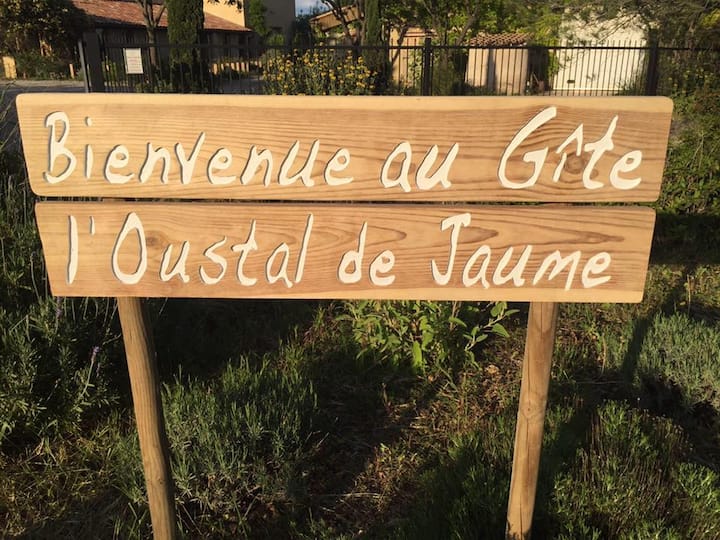 Bienvenue au Gîte
l'Oustal de Jaume